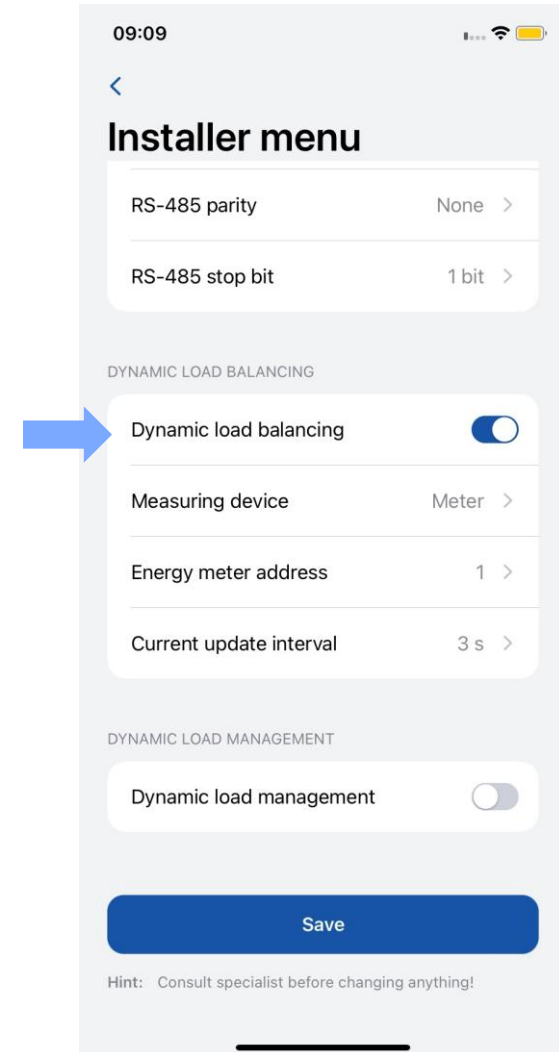 09:09
Installer menu
RS-485 parity None
RS-485 stop bit 1 bit
DYNAMIC LOAD BALANCING
Dynamic load balancing
Measuring device Meter
Energy meter address 1
Current update interval 3 s
DYNAMIC LOAD MANAGEMENT
Dynamic load management
Save
Hint: Consult specialist before changing anything!